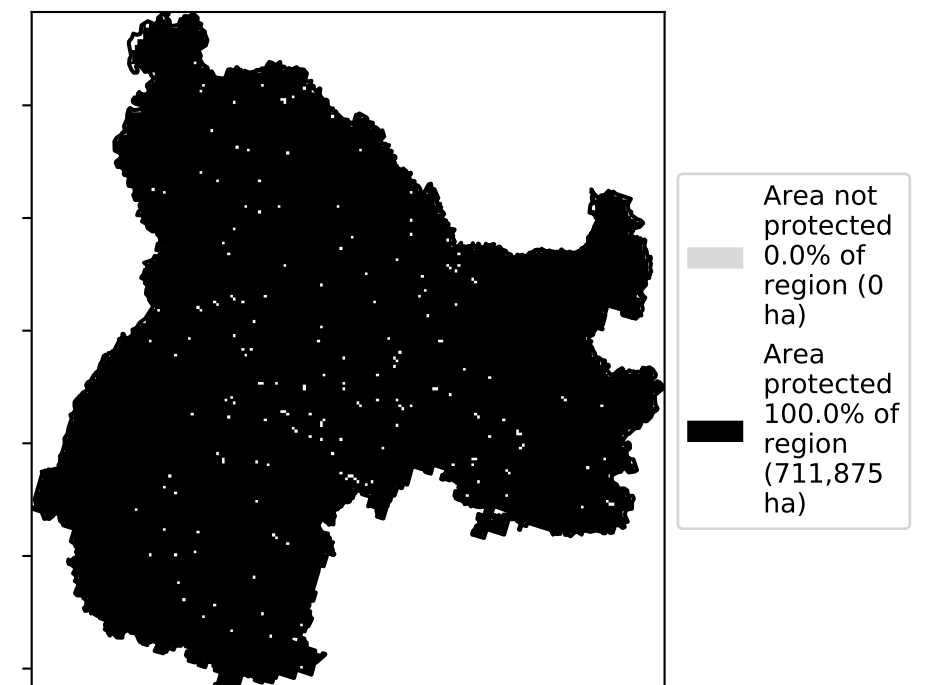 Area not
protected
0.0% of
region (0
ha)
Area
protected
100.0% of
region
(711,875
ha)